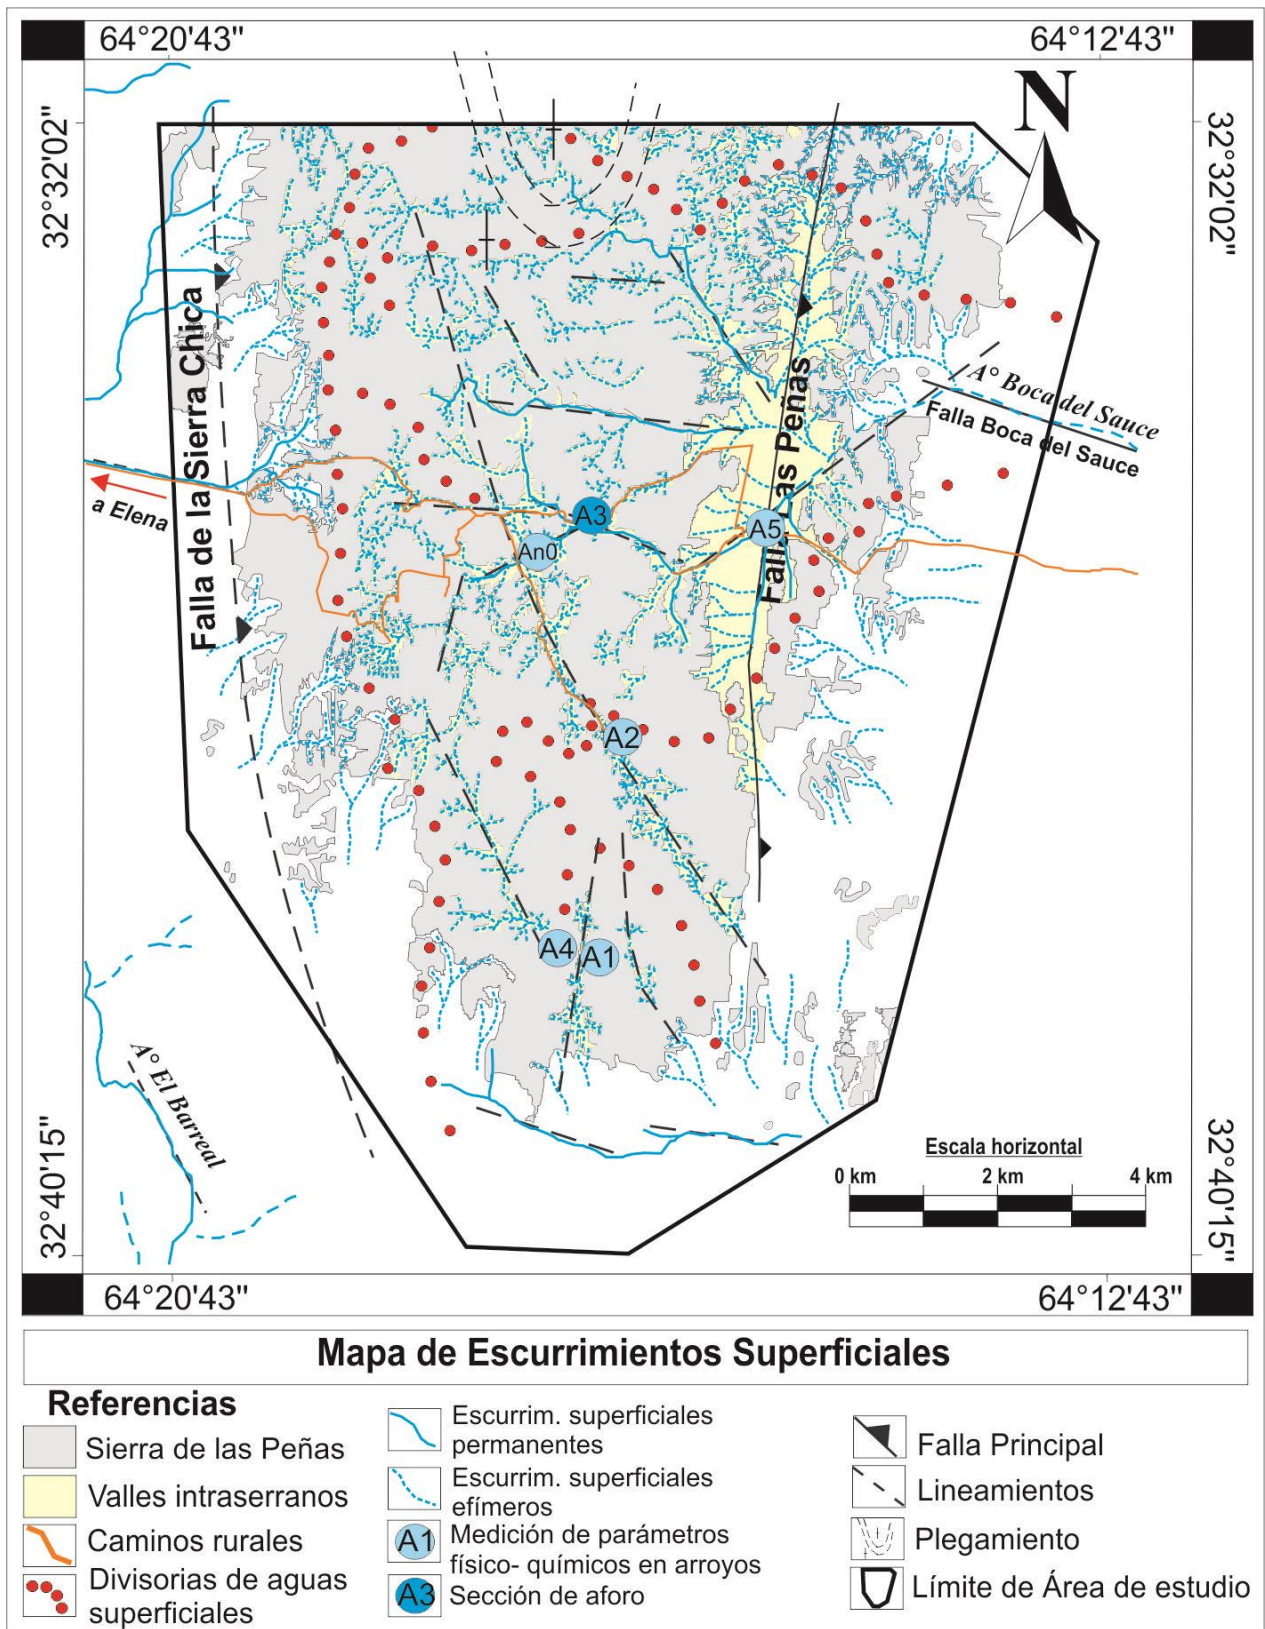 64°20'43"
64°12'43"
32°32'02"
32°32'02"
N
Falla de la Sierra Chica
Falla Las Peñas
A° Boca del Sauce
Falla Boca del Sauce
a Elena
A3
An0
A5
A2
A4
A1
A° El Barreal
Escala horizontal
0 km 2 km 4 km
32°40'15"
32°40'15"
64°20'43"
64°12'43"
Mapa de Escurrimientos Superficiales
Referencias
Sierra de las Peñas
Valles intraserranos
Caminos rurales
Divisorias de aguas
superficiales
Escurrim. superficiales
permanentes
Escurrim. superficiales
efímeros
A1
Medición de parámetros
físico- químicos en arroyos
A3
Sección de aforo
Falla Principal
Lineamientos
Plegamiento
Límite de Área de estudio